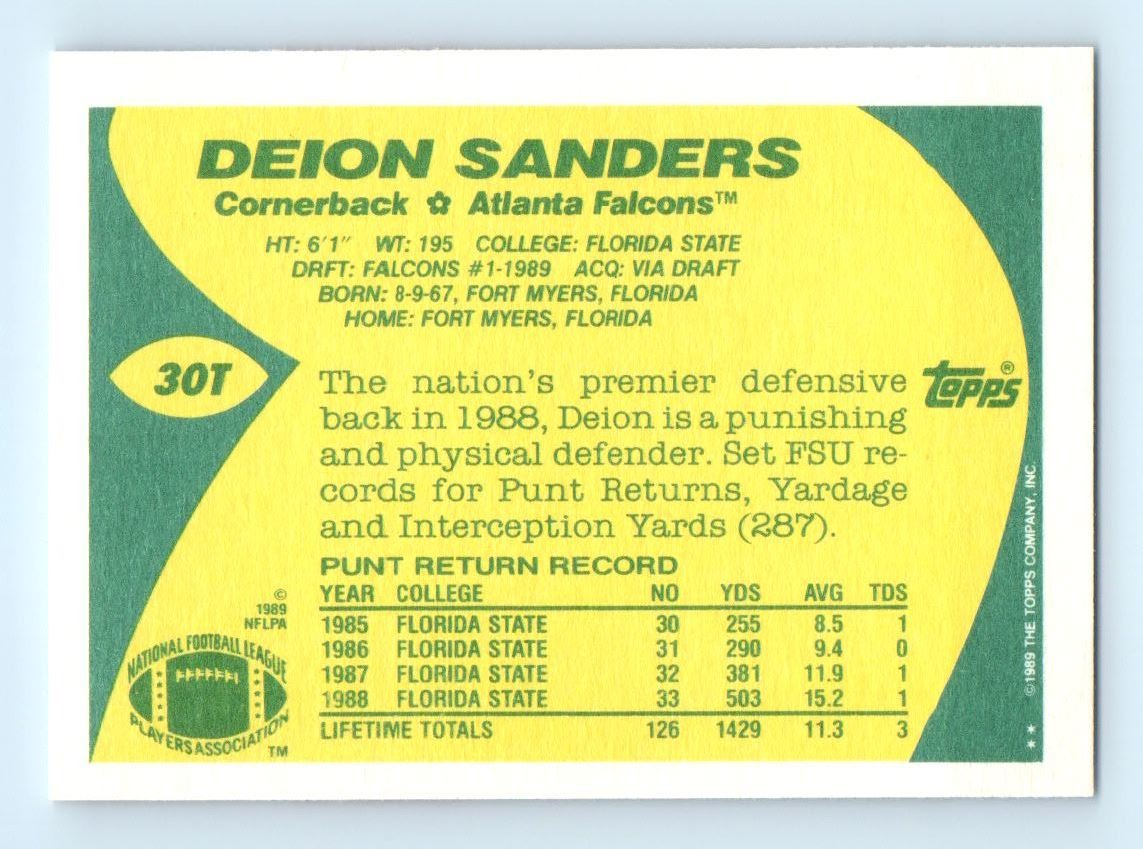 DEION SANDERS
Cornerback ✿ Atlanta Falcons™
HT: 6'1" WT: 195 COLLEGE: FLORIDA STATE
DRFT: FALCONS #1-1989 ACQ: VIA DRAFT
BORN: 8-9-67, FORT MYERS, FLORIDA
HOME: FORT MYERS, FLORIDA
30T
topps®
The nation's premier defensive
back in 1988, Deion is a punishing
and physical defender. Set FSU re-
cords for Punt Returns, Yardage
and Interception Yards (287).
PUNT RETURN RECORD
YEAR COLLEGE NO YDS AVG TDS
1985 FLORIDA STATE 30 255 8.5 1
1986 FLORIDA STATE 31 290 9.4 0
1987 FLORIDA STATE 32 381 11.9 1
1988 FLORIDA STATE 33 503 15.2 1
LIFETIME TOTALS 126 1429 11.3 3
©
1989
NFLPA
NATIONAL FOOTBALL LEAGUE
PLAYERS ASSOCIATION
TM
©1989 THE TOPPS COMPANY, INC.
★★